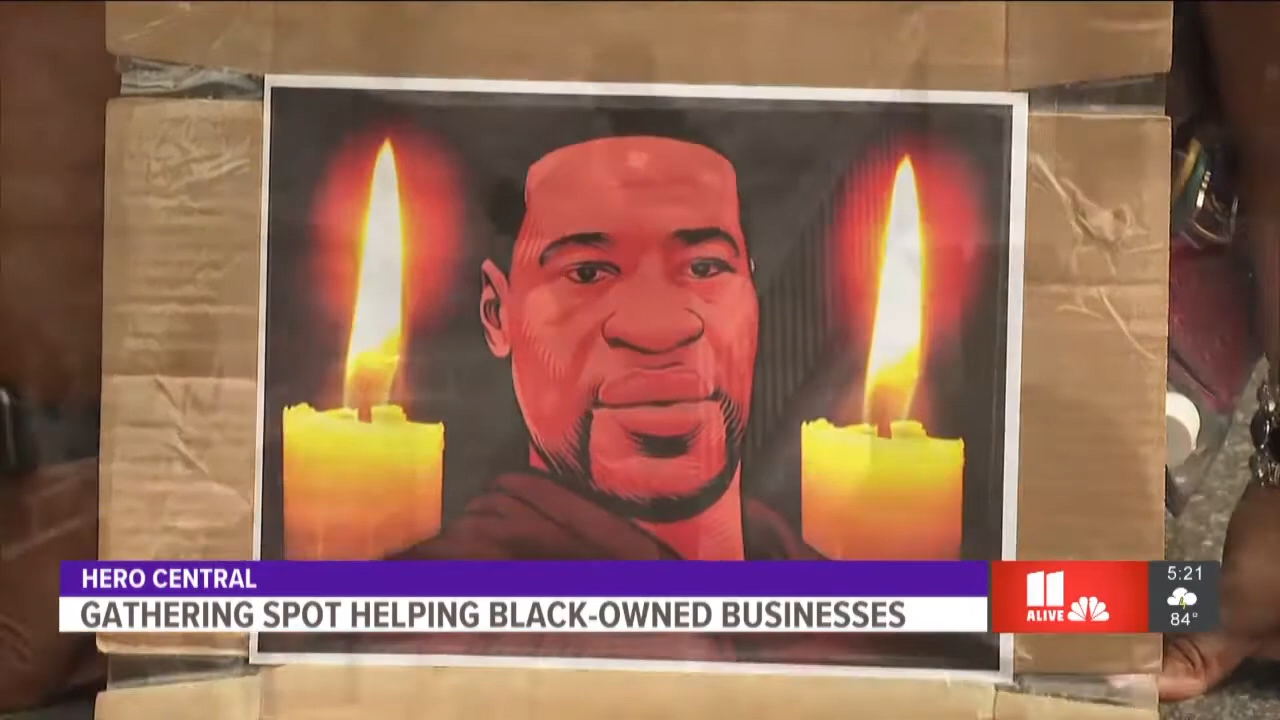 HERO CENTRAL
GATHERING SPOT HELPING BLACK-OWNED BUSINESSES
11
ALIVE
5:21
84°